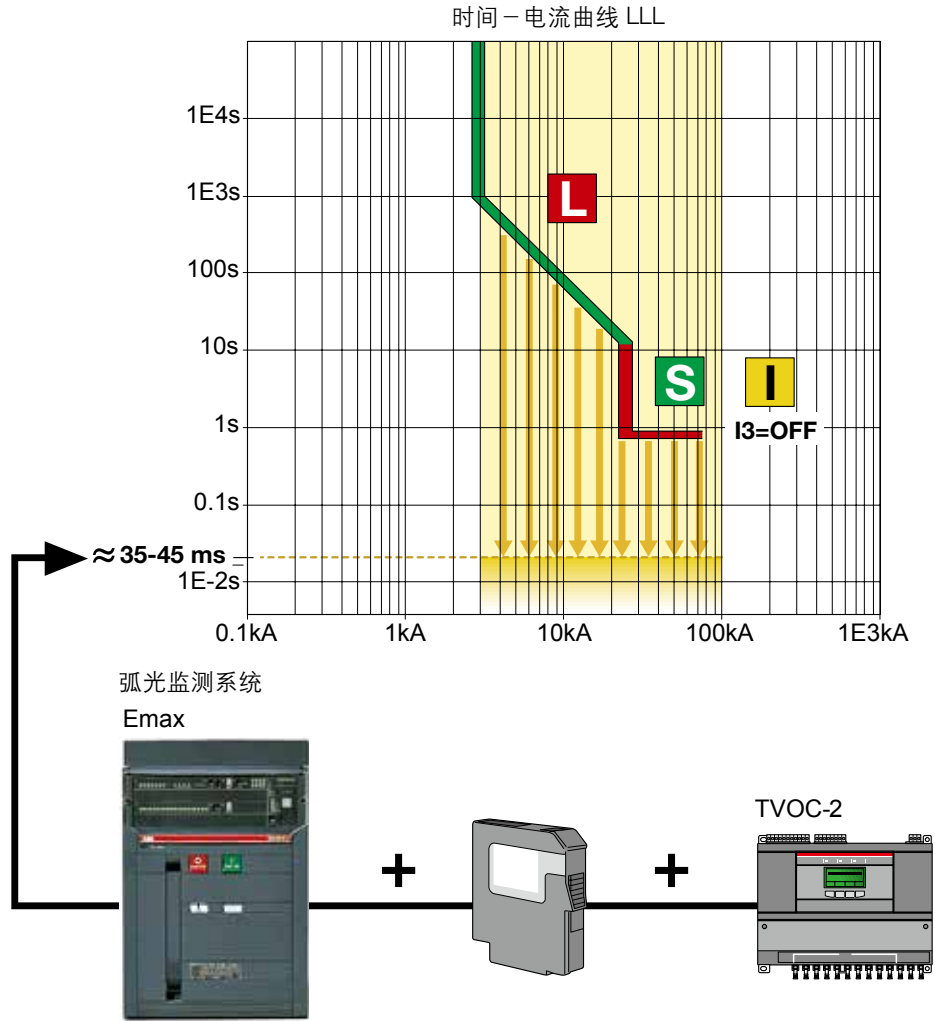 时间－电流曲线 LLL
1E4s
1E3s
L
100s
10s
S
I
1s
I3=OFF
0.1s
≈ 35-45 ms
1E-2s
0.1kA
1kA
10kA
100kA
1E3kA
弧光监测系统
Emax
TVOC-2
+
+
ABB